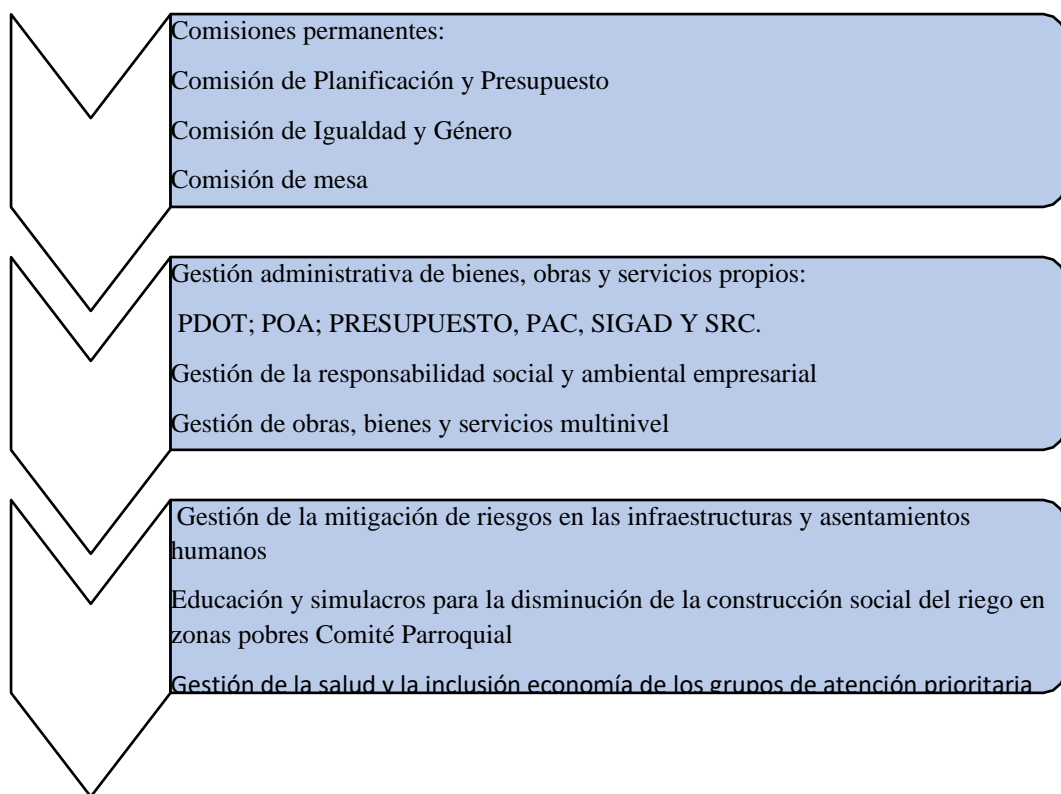 Comisiones permanentes:
Comisión de Planificación y Presupuesto
Comisión de Igualdad y Género
Comisión de mesa
Gestión administrativa de bienes, obras y servicios propios:
PDOT; POA; PRESUPUESTO, PAC, SIGAD Y SRC.
Gestión de la responsabilidad social y ambiental empresarial
Gestión de obras, bienes y servicios multinivel
Gestión de la mitigación de riesgos en las infraestructuras y asentamientos
humanos
Educación y simulacros para la disminución de la construcción social del riego en
zonas pobres Comité Parroquial
Gestión de la salud y la inclusión economía de los grupos de atención prioritaria